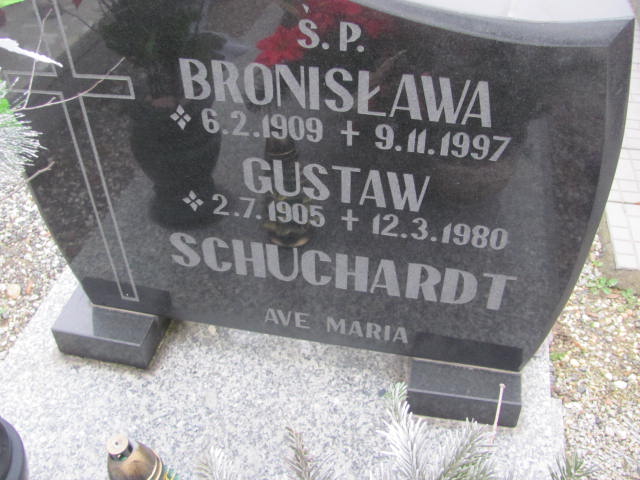 Ś.P.
BRONISŁAWA
6.2.1909 + 9.11.1997
GUSTAW
2.7.1905 + 12.3.1980
SCHUCHARDT
AVE MARIA